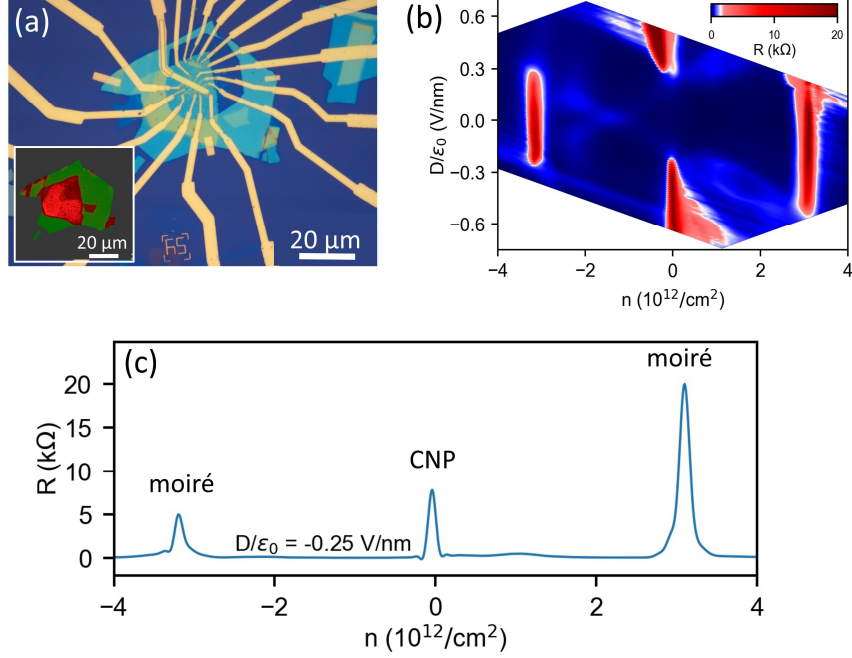 (a)
20 μm
20 μm
(b)
0.6
0.3
0.0
−0.3
−0.6
D/ε₀ (V/nm)
0
10
20
R (kΩ)
−4
−2
0
2
4
n (10¹²/cm²)
(c)
moiré
CNP
moiré
D/ε₀ = -0.25 V/nm
20
15
10
5
0
R (kΩ)
−4
−2
0
2
4
n (10¹²/cm²)